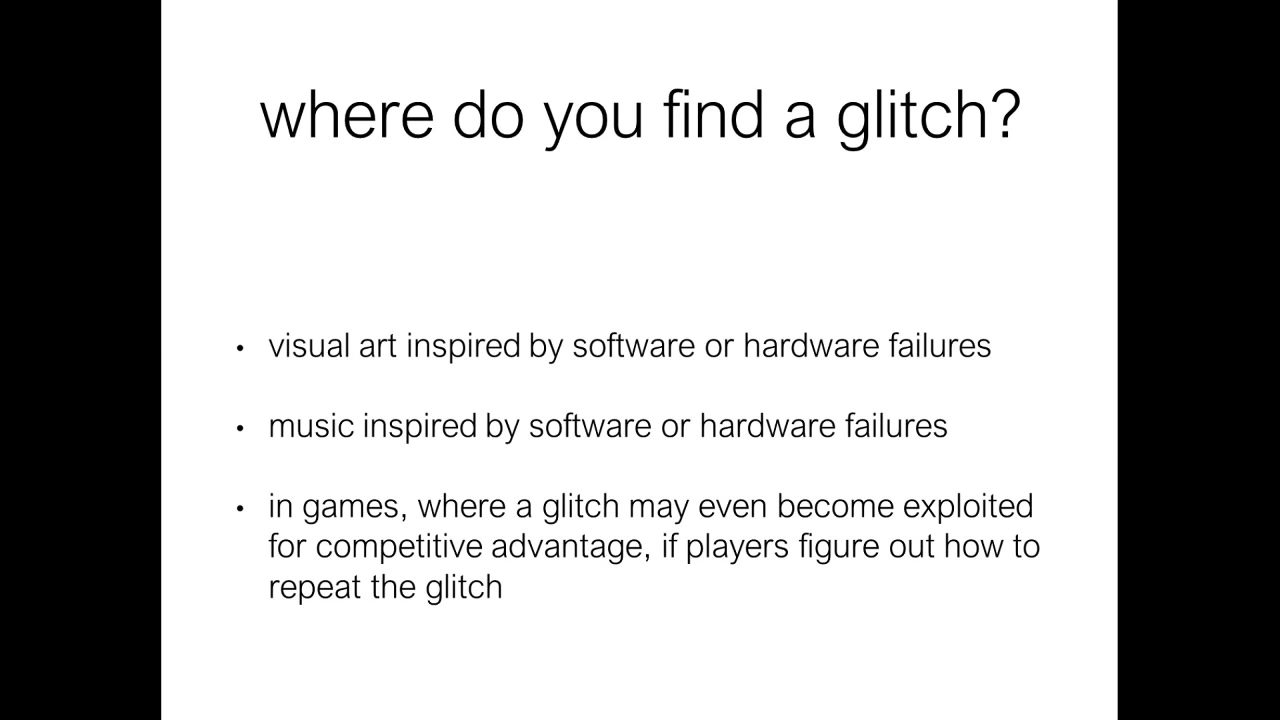 where do you find a glitch?
• visual art inspired by software or hardware failures
• music inspired by software or hardware failures
• in games, where a glitch may even become exploited
for competitive advantage, if players figure out how to
repeat the glitch